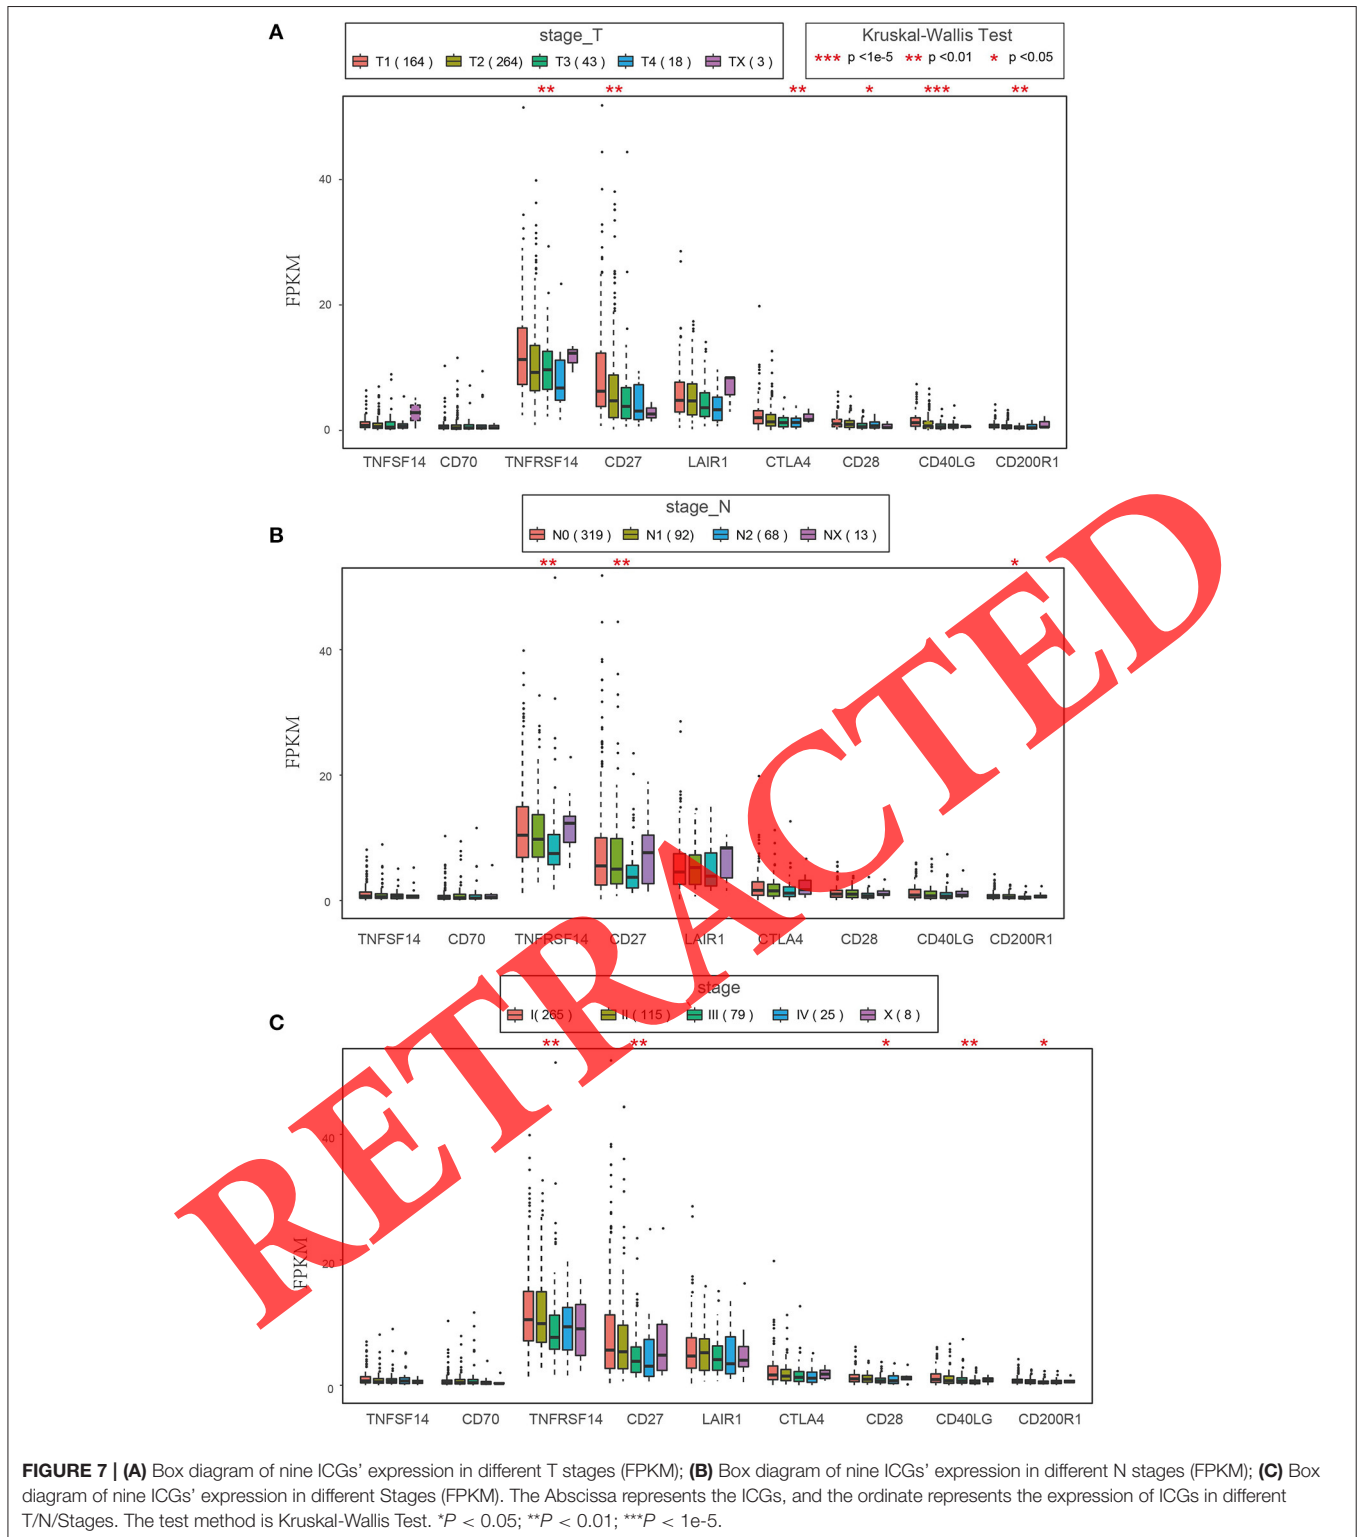 A
stage_T
T1 ( 164 ) T2 ( 264) T3 ( 43 ) T4 ( 18 ) TX ( 3 )
Kruskal-Wallis Test
*** p <1e-5 ** p <0.01 * p <0.05
** ** ** * *** **
40
20
0
FPKM
TNFSF14 CD70 TNFRSF14 CD27 LAIR1 CTLA4 CD28 CD40LG CD200R1
B
stage_N
N0 ( 319 ) N1 ( 92) N2 ( 68 ) NX ( 13 )
** ** *
40
20
0
FPKM
TNFSF14 CD70 TNFRSF14 CD27 LAIR1 CTLA4 CD28 CD40LG CD200R1
C
stage
I( 265 ) II ( 115 ) III ( 79 ) IV ( 25 ) X ( 8 )
** ** * ** *
40
20
0
FPKM
TNFSF14 CD70 TNFRSF14 CD27 LAIR1 CTLA4 CD28 CD40LG CD200R1
RETRACTED
FIGURE 7 | (A) Box diagram of nine ICGs' expression in different T stages (FPKM); (B) Box diagram of nine ICGs' expression in different N stages (FPKM); (C) Box
diagram of nine ICGs' expression in different Stages (FPKM). The Abscissa represents the ICGs, and the ordinate represents the expression of ICGs in different
T/N/Stages. The test method is Kruskal-Wallis Test. *P < 0.05; **P < 0.01; ***P < 1e-5.